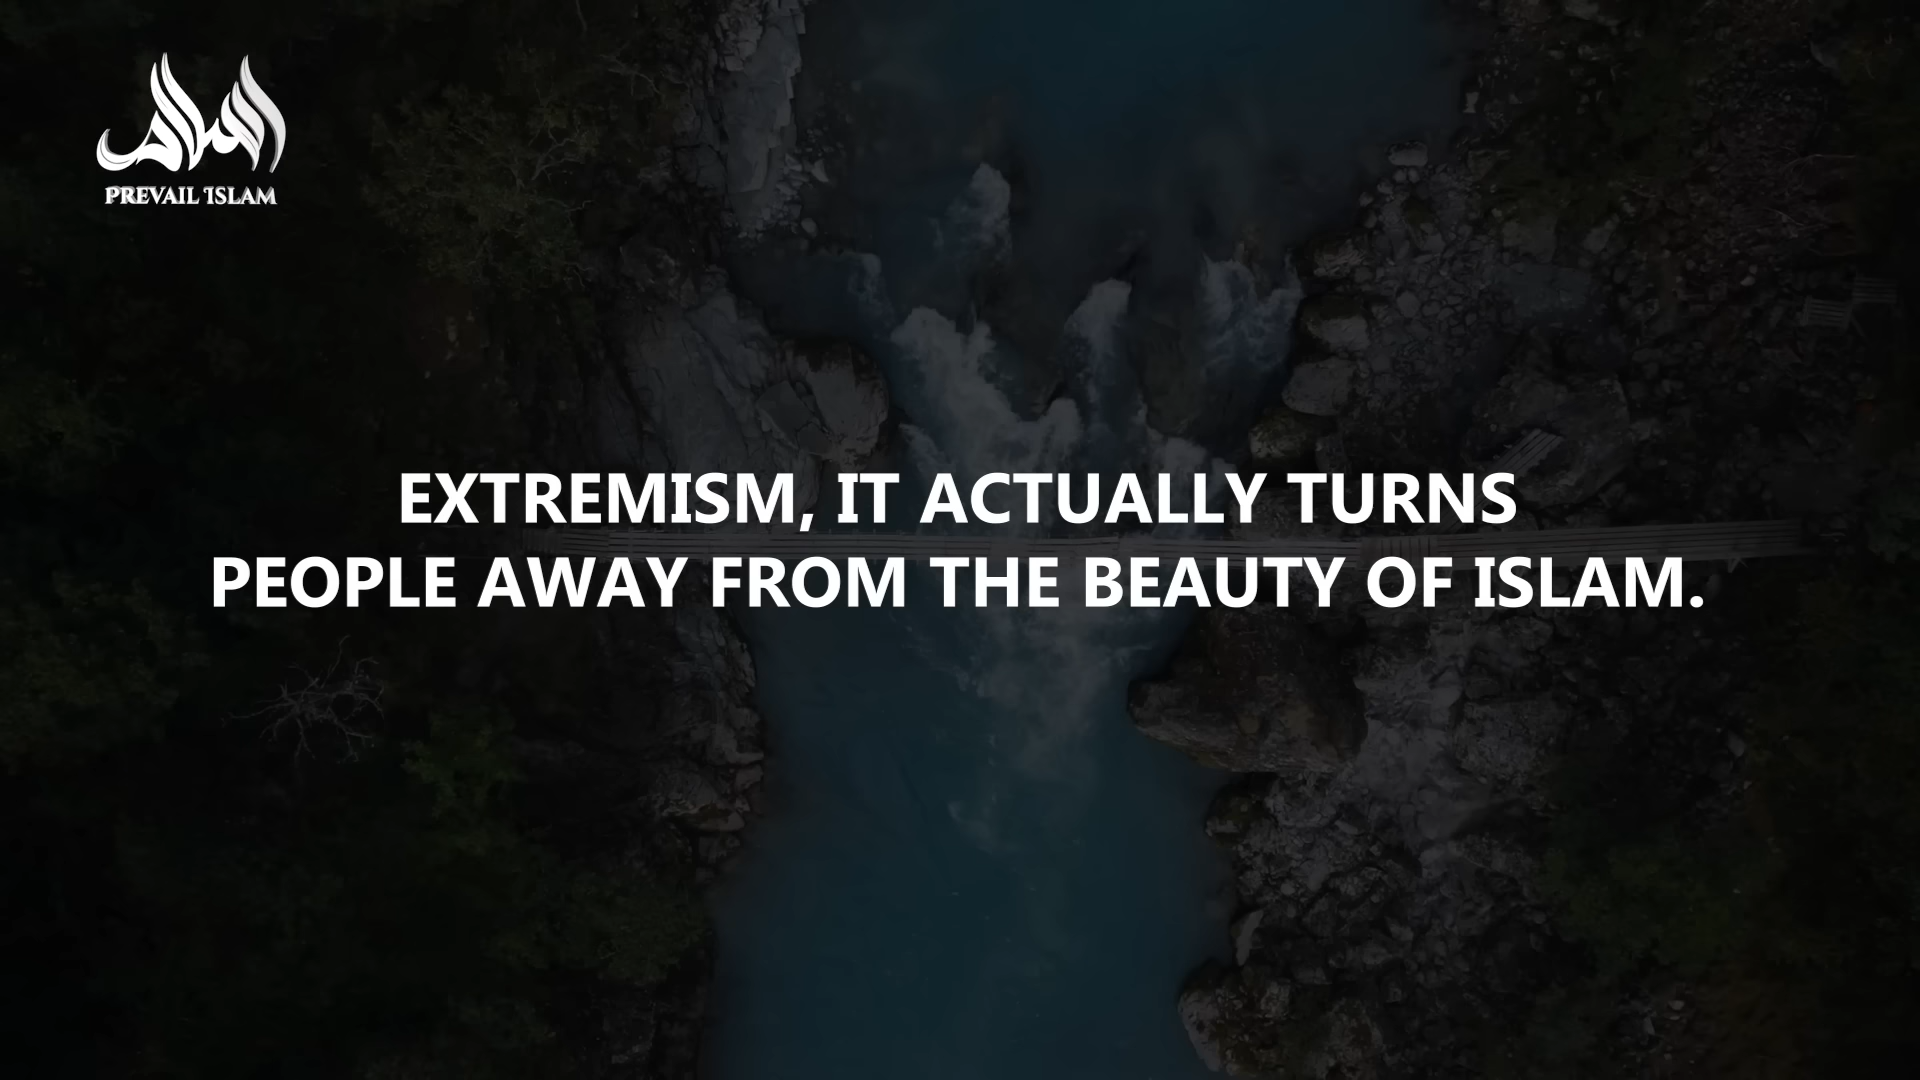 PREVAIL ISLAM
EXTREMISM, IT ACTUALLY TURNS
PEOPLE AWAY FROM THE BEAUTY OF ISLAM.